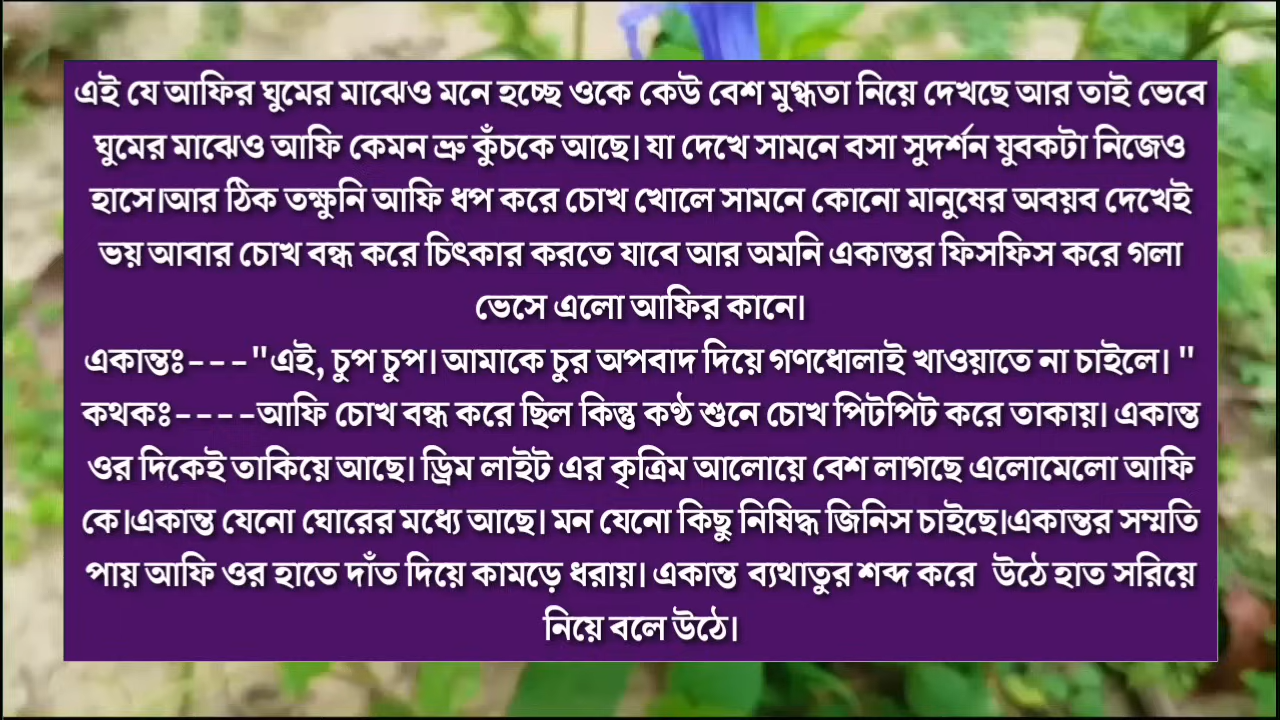 এই যে আফির ঘুমের মাঝেও মনে হচ্ছে ওকে কেউ বেশ মুগ্ধতা নিয়ে দেখছে আর তাই ভেবে
ঘুমের মাঝেও আফি কেমন ভ্রু কুঁচকে আছে। যা দেখে সামনে বসা সুদর্শন যুবকটা নিজেও
হাসে।আর ঠিক তক্ষুনি আফি ধপ করে চোখ খোলে সামনে কোনো মানুষের অবয়ব দেখেই
ভয় আবার চোখ বন্ধ করে চিৎকার করতে যাবে আর অমনি একান্তর ফিসফিস করে গলা
ভেসে এলো আফির কানে।
একান্তঃ---"এই, চুপ চুপ। আমাকে চুর অপবাদ দিয়ে গণধোলাই খাওয়াতে না চাইলে। "
কথকঃ----আফি চোখ বন্ধ করে ছিল কিন্তু কণ্ঠ শুনে চোখ পিটপিট করে তাকায়। একান্ত
ওর দিকেই তাকিয়ে আছে। ড্রিম লাইট এর কৃত্রিম আলোয়ে বেশ লাগছে এলোমেলো আফি
কে।একান্ত যেনো ঘোরের মধ্যে আছে। মন যেনো কিছু নিষিদ্ধ জিনিস চাইছে।একান্তর সম্মতি
পায় আফি ওর হাতে দাঁত দিয়ে কামড়ে ধরায়। একান্ত ব্যথাতুর শব্দ করে উঠে হাত সরিয়ে
নিয়ে বলে উঠে।